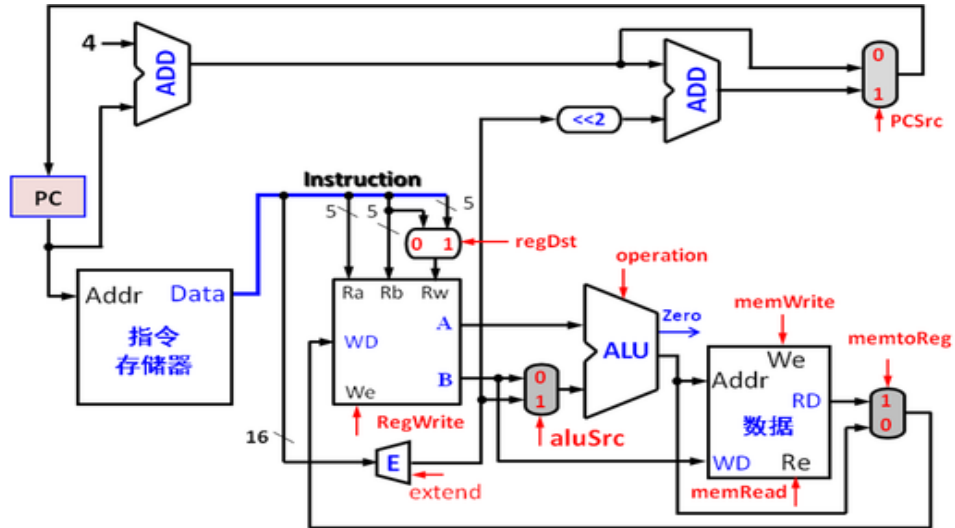 4
ADD
ADD
0
1
PCSrc
<<2
PC
Instruction
5
5
5
0 1
regDst
Addr
Data
指令
存储器
Ra Rb Rw
WD
A
B
We
RegWrite
operation
Zero
ALU
0
1
aluSrc
memWrite
We
Addr
RD
数据
WD
Re
memRead
memtoReg
1
0
16
E
extend